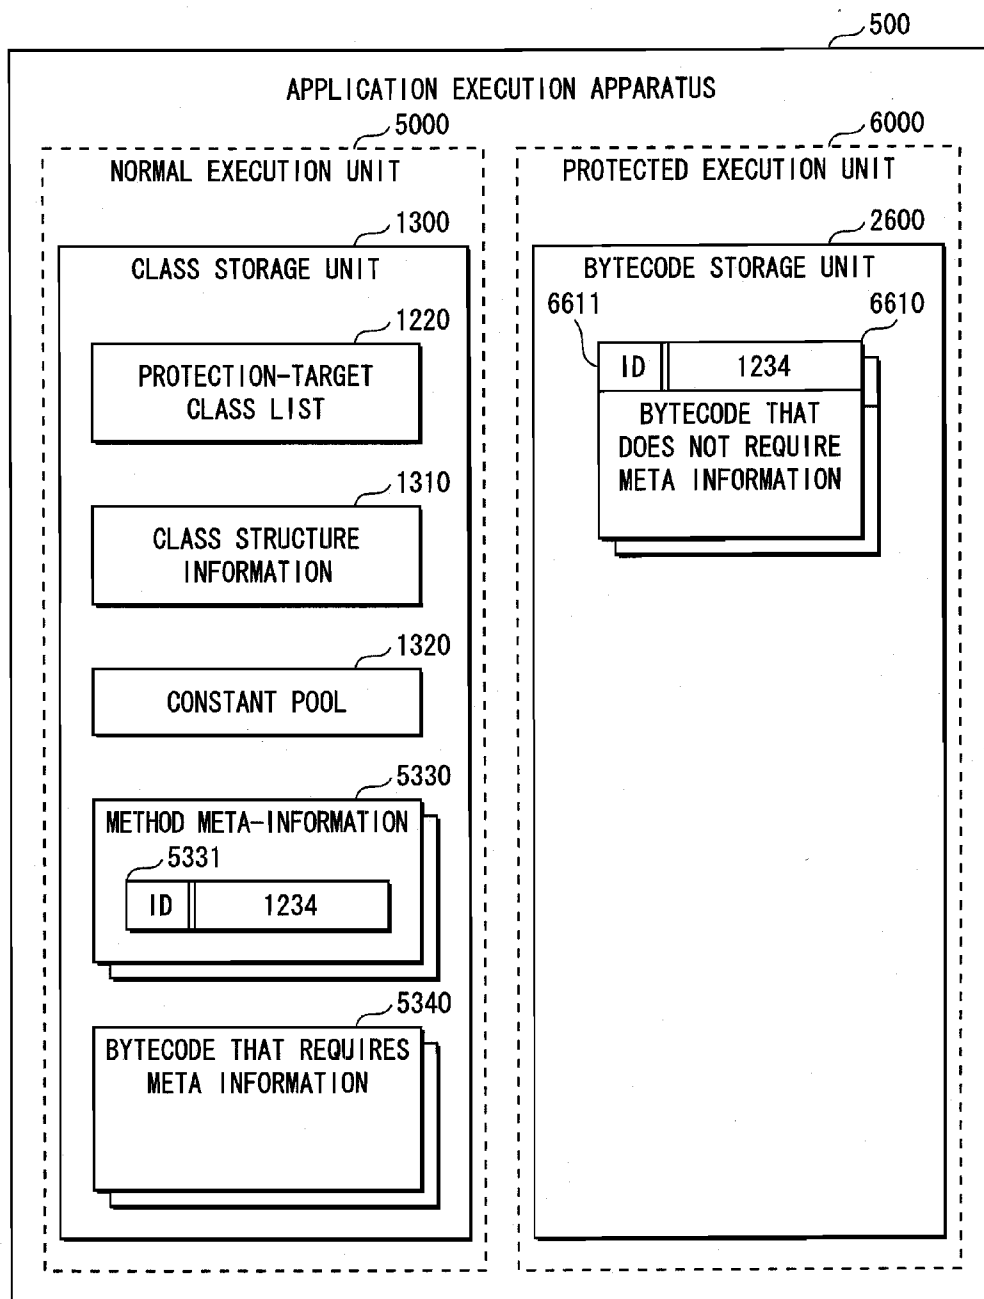 500
APPLICATION EXECUTION APPARATUS
5000
NORMAL EXECUTION UNIT
1300
CLASS STORAGE UNIT
1220
PROTECTION-TARGET
CLASS LIST
1310
CLASS STRUCTURE
INFORMATION
1320
CONSTANT POOL
5330
METHOD META-INFORMATION
5331
ID
1234
5340
BYTECODE THAT REQUIRES
META INFORMATION
6000
PROTECTED EXECUTION UNIT
2600
BYTECODE STORAGE UNIT
6611
6610
ID
1234
BYTECODE THAT
DOES NOT REQUIRE
META INFORMATION